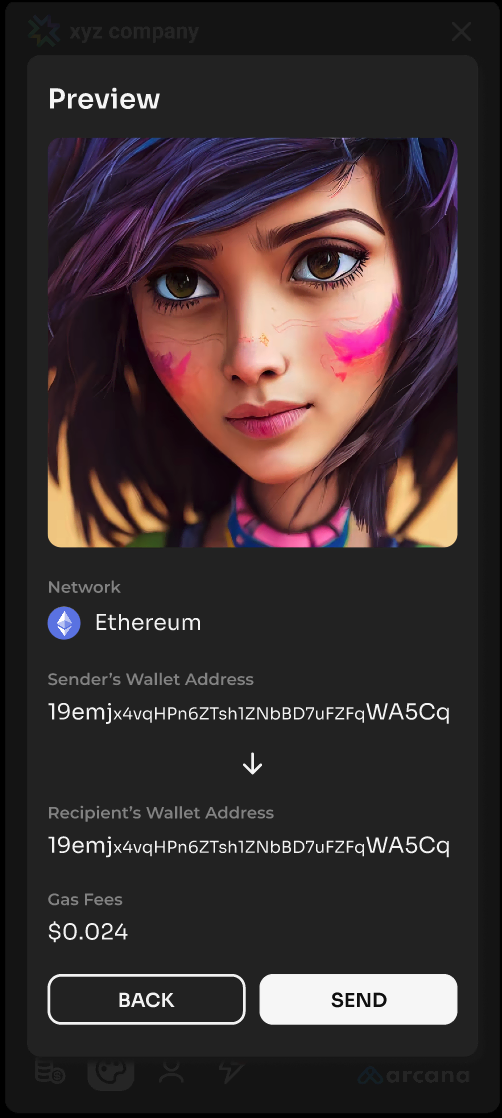 xyz company
Preview
Network
Ethereum
Sender’s Wallet Address
19emjx4vqHPn6ZTsh1ZNbBD7uFZFqWA5Cq
Recipient’s Wallet Address
19emjx4vqHPn6ZTsh1ZNbBD7uFZFqWA5Cq
Gas Fees
$0.024
BACK SEND
arcana